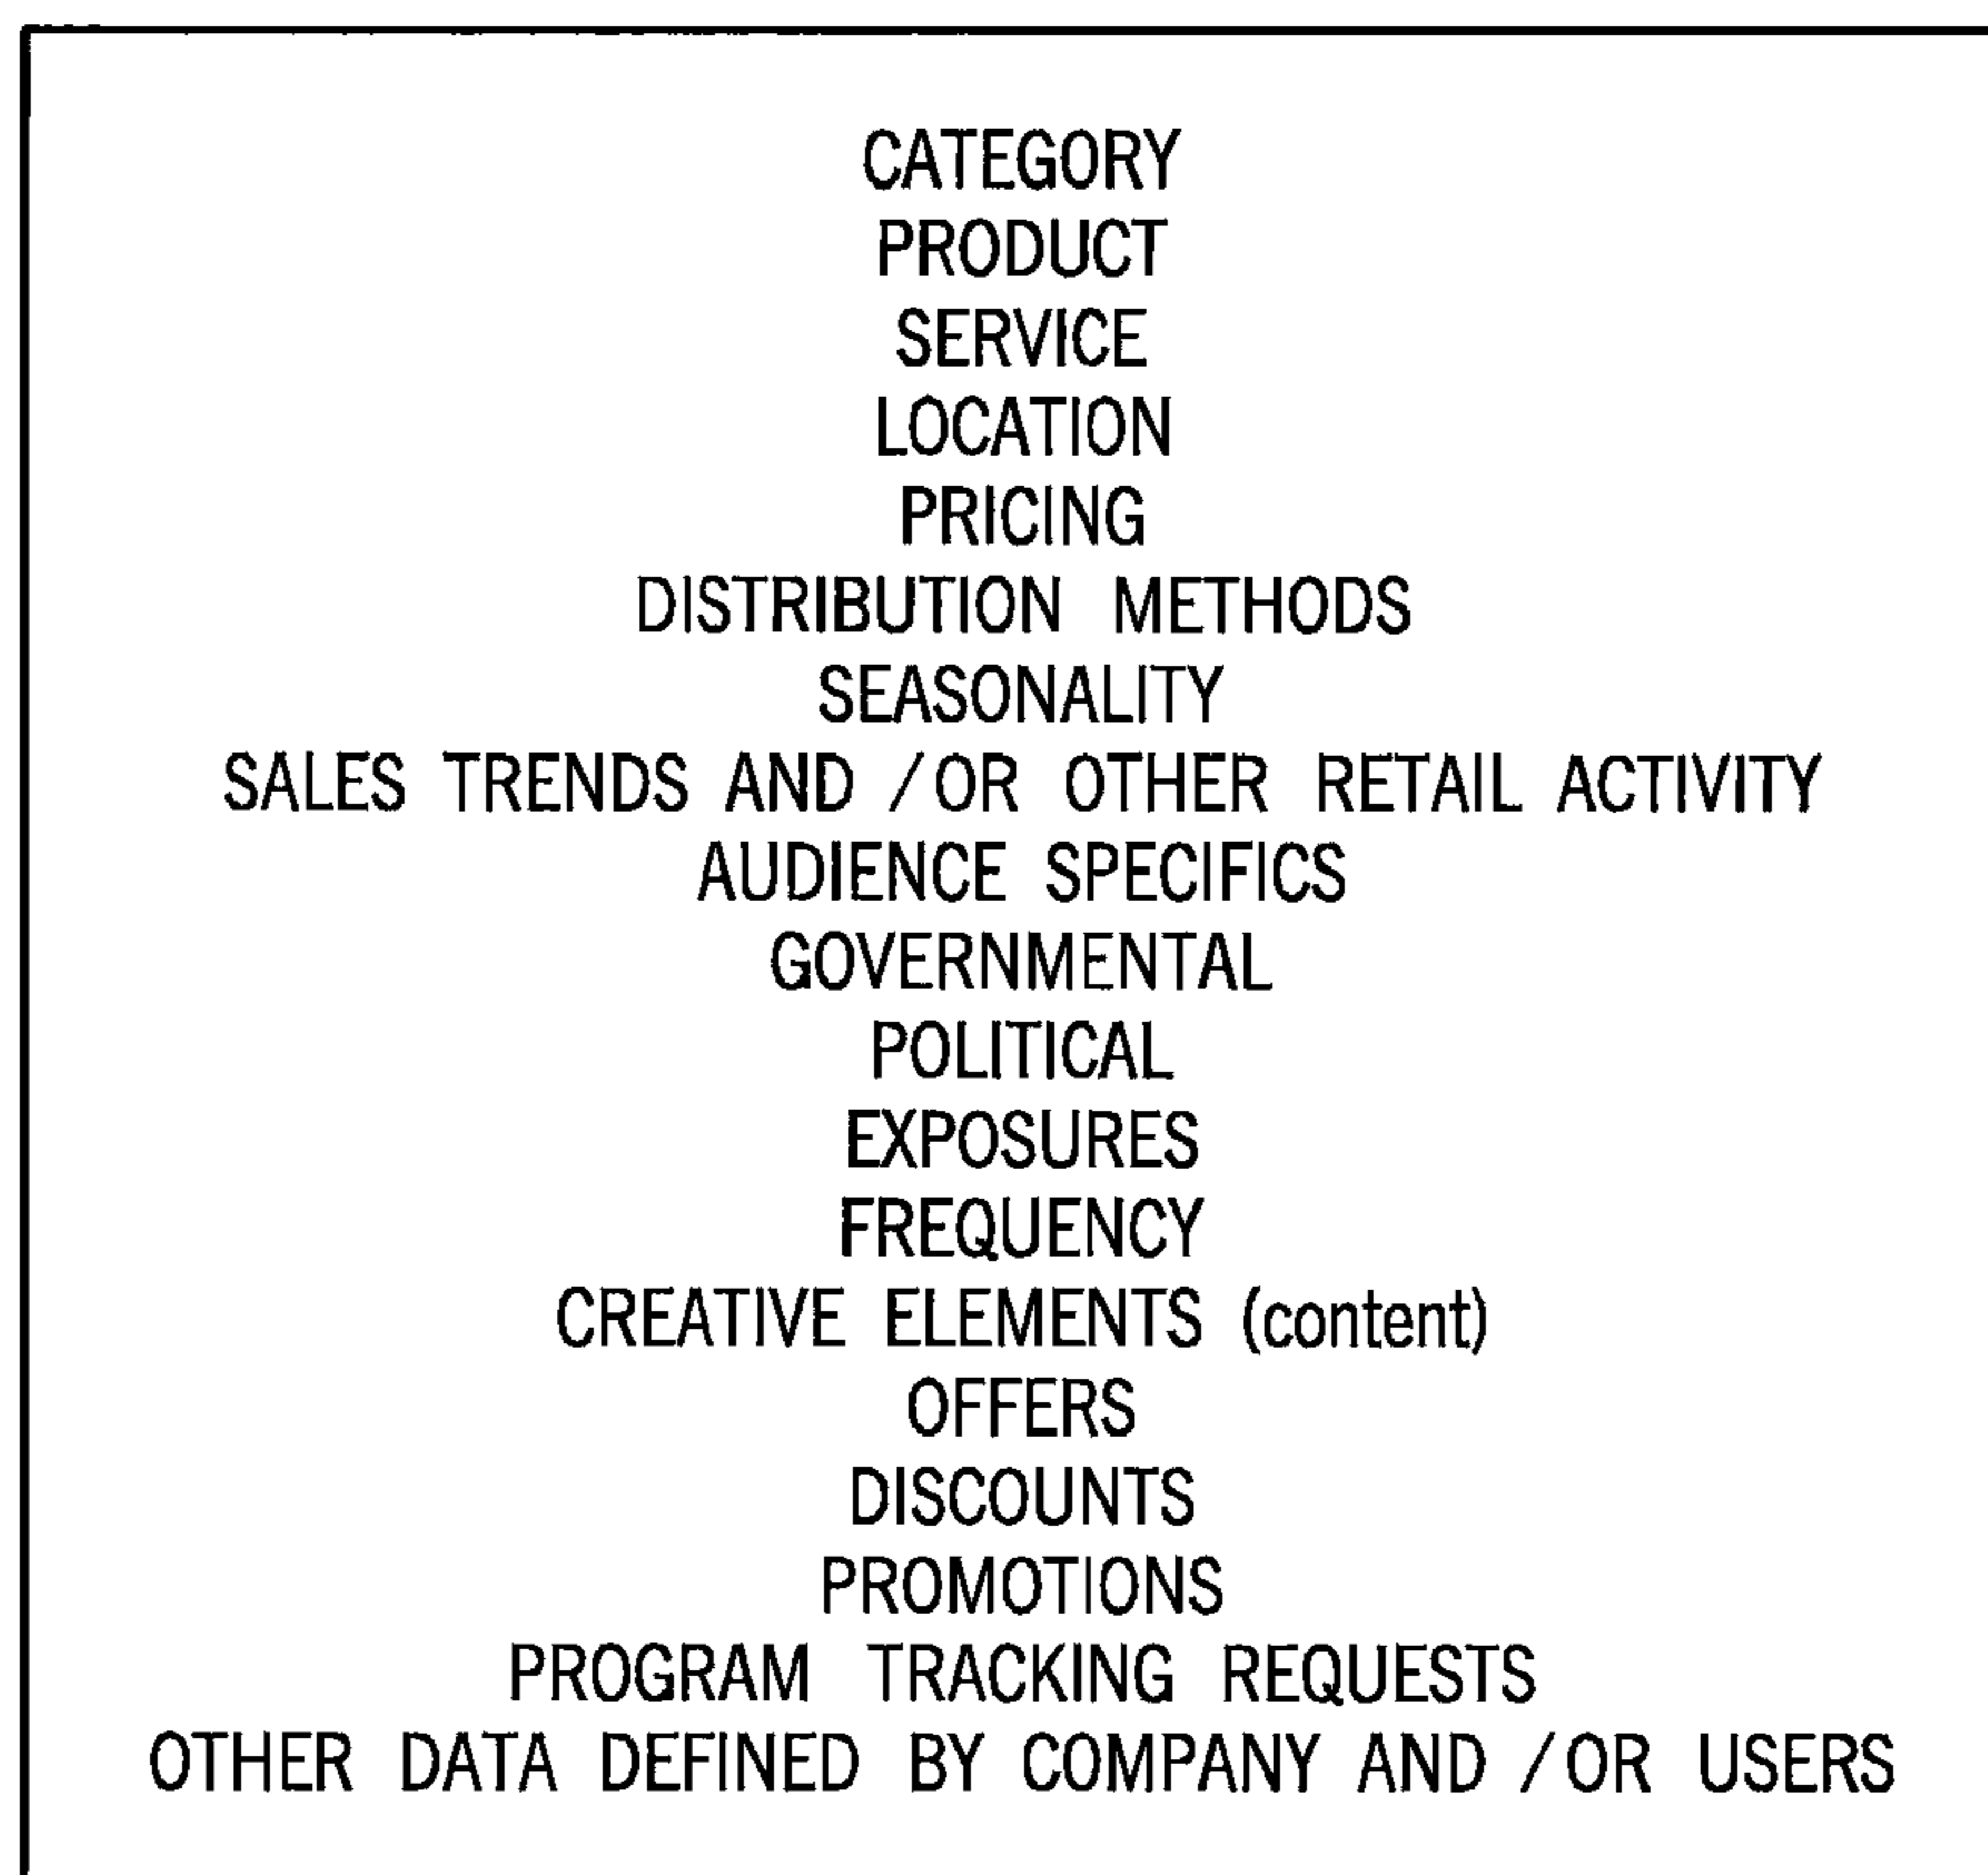 CATEGORY
PRODUCT
SERVICE
LOCATION
PRICING
DISTRIBUTION METHODS
SEASONALITY
SALES TRENDS AND /OR OTHER RETAIL ACTIVITY
AUDIENCE SPECIFICS
GOVERNMENTAL
POLITICAL
EXPOSURES
FREQUENCY
CREATIVE ELEMENTS (content)
OFFERS
DISCOUNTS
PROMOTIONS
PROGRAM TRACKING REQUESTS
OTHER DATA DEFINED BY COMPANY AND /OR USERS